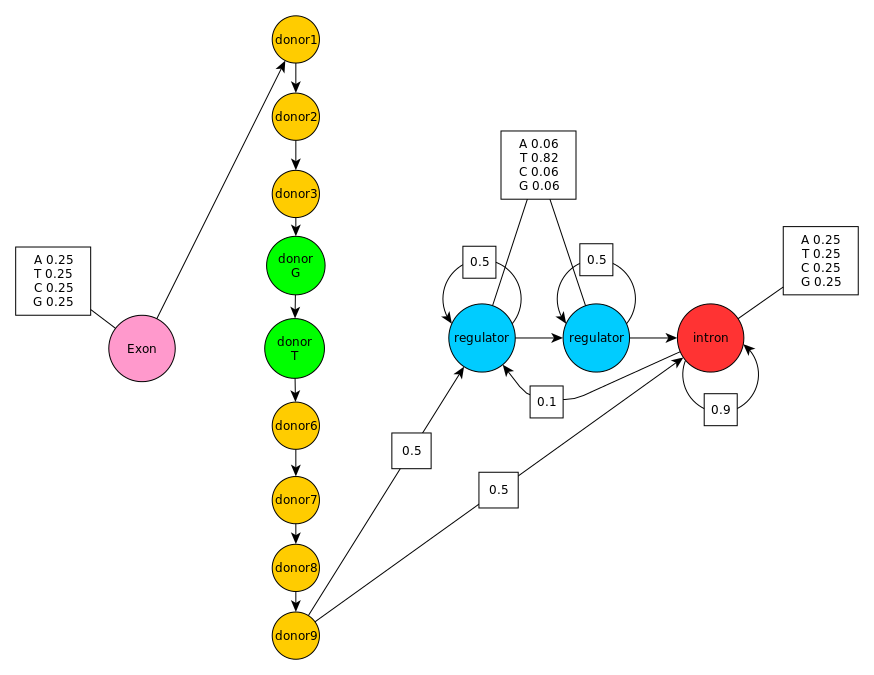 donor1
donor2
donor3
donor
G
donor
T
donor6
donor7
donor8
donor9
A 0.25
T 0.25
C 0.25
G 0.25
Exon
A 0.06
T 0.82
C 0.06
G 0.06
0.5
0.5
regulator
regulator
intron
A 0.25
T 0.25
C 0.25
G 0.25
0.1
0.9
0.5
0.5